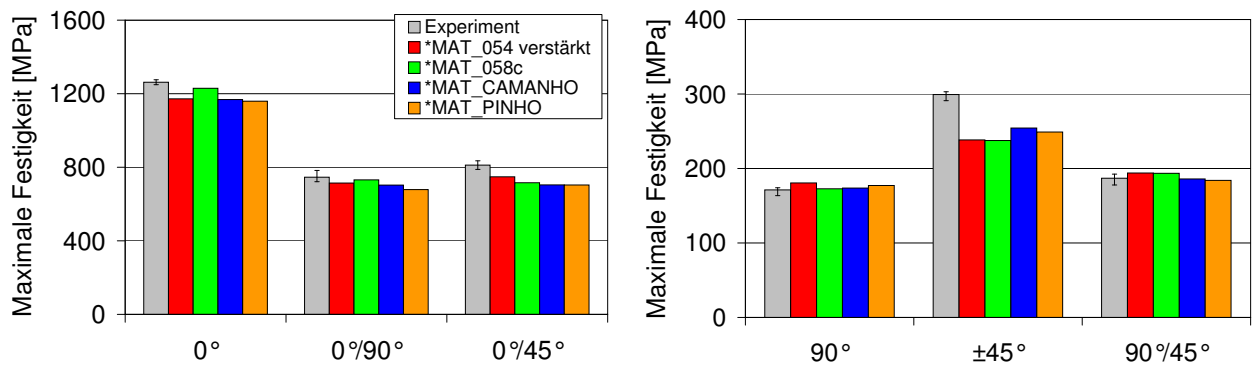 Maximale Festigkeit [MPa]
1600
1200
800
400
0
Experiment
*MAT_054 verstärkt
*MAT_058c
*MAT_CAMANHO
*MAT_PINHO
0°
0°/90°
0°/45°
Maximale Festigkeit [MPa]
400
300
200
100
0
90°
±45°
90°/45°